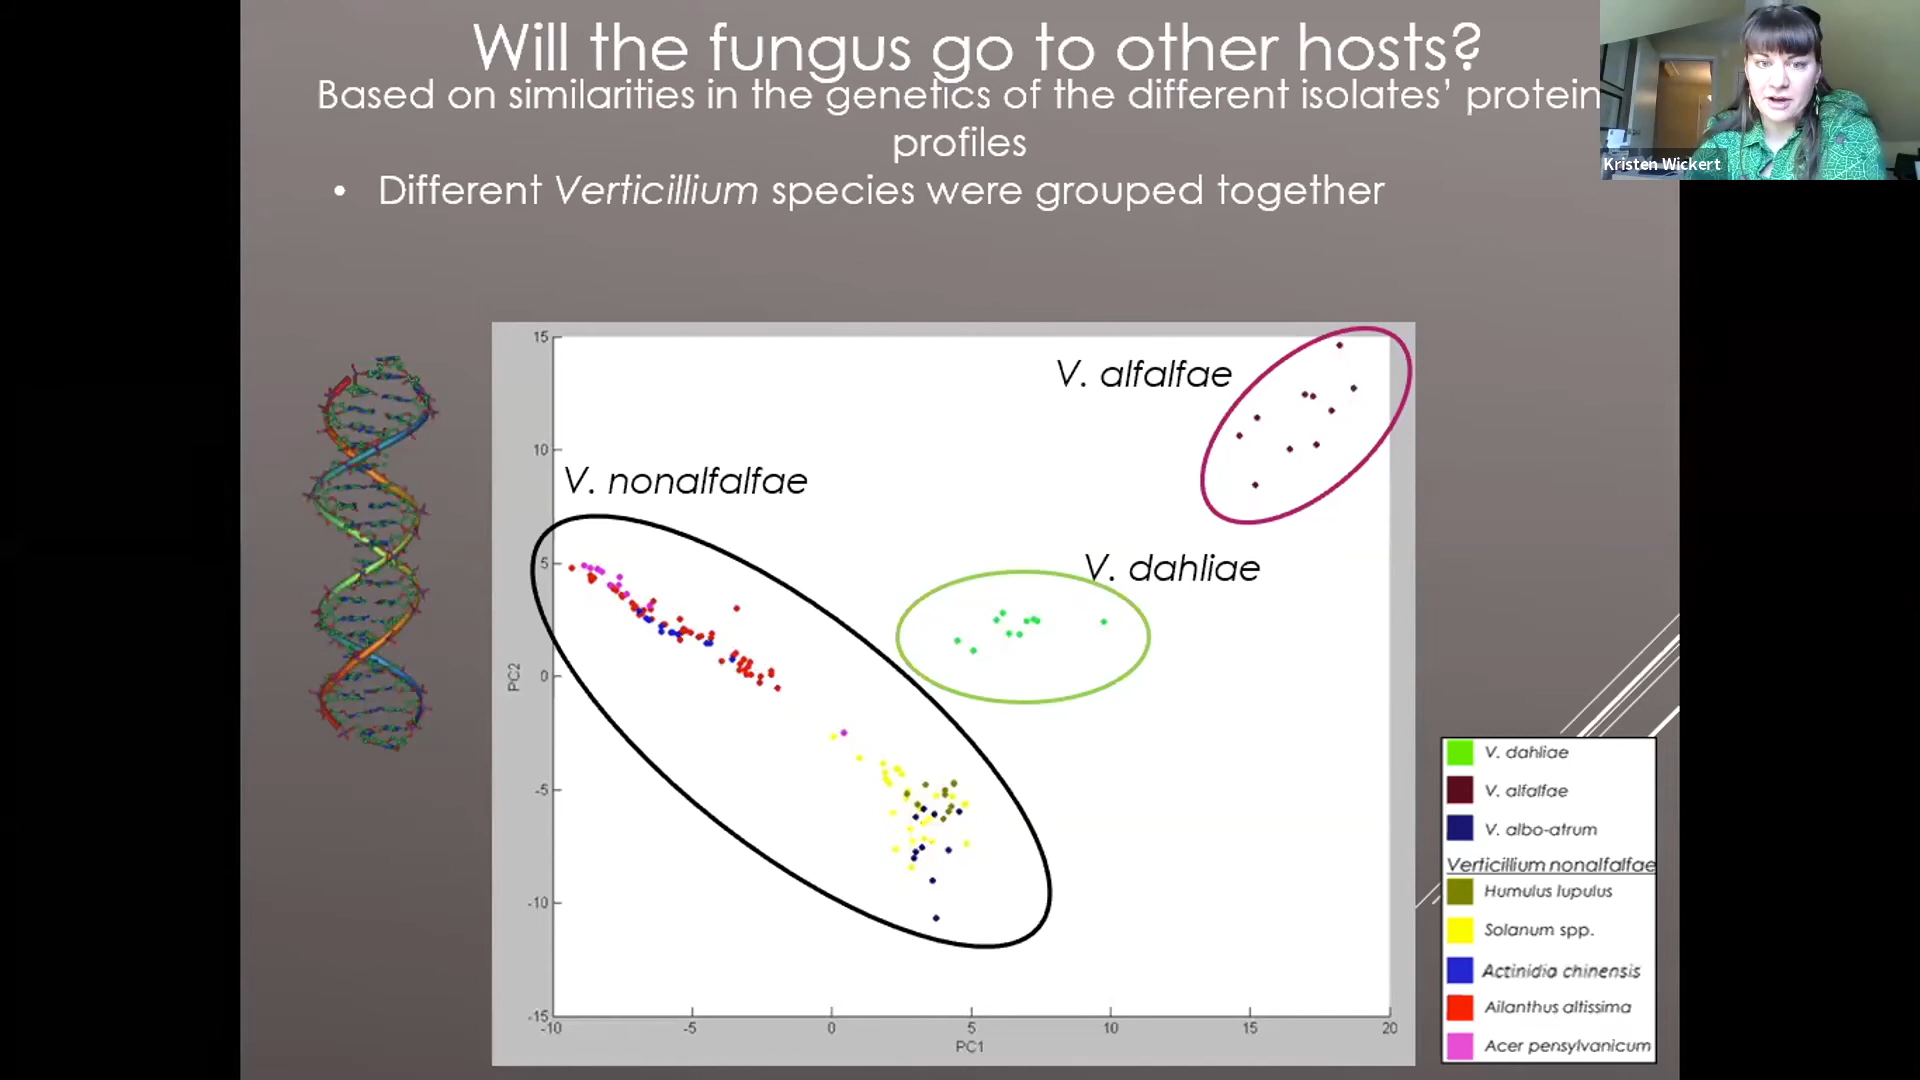 Will the fungus go to other hosts?
Based on similarities in the genetics of the different isolates’ protein
profiles
• Different Verticillium species were grouped together
Kristen Wickert
V. alfalfae
V. nonalfalfae
V. dahliae
15
10
5
0
-5
-10
-15
PC2
-10
-5
0
5
10
15
20
PC1
V. dahliae
V. alfalfae
V. albo-atrum
Verticillium nonalfalfae
Humulus lupulus
Solanum spp.
Actinidia chinensis
Ailanthus altissima
Acer pensylvanicum